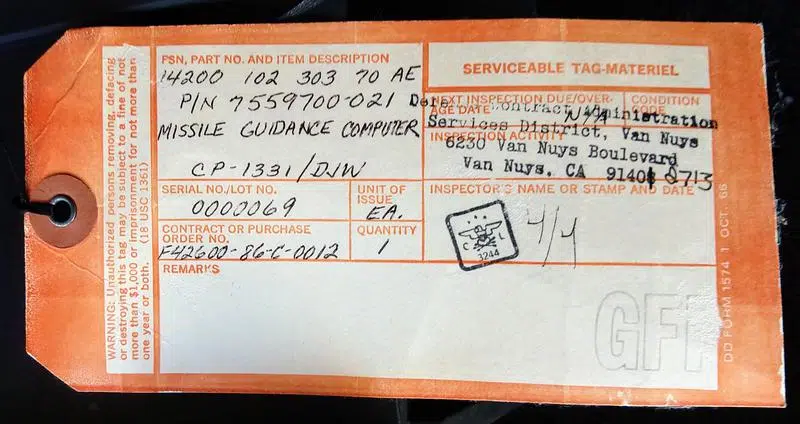 FSN, PART NO. AND ITEM DESCRIPTION
14200 102 303 70 AE
P/N 7559700-021
MISSILE GUIDANCE COMPUTER
CP-1331/DJW
SERIAL NO./LOT NO.
0000069
UNIT OF ISSUE
EA.
CONTRACT OR PURCHASE ORDER NO.
F42600-86-C-0012
QUANTITY
1
REMARKS
SERVICEABLE TAG-MATERIEL
NEXT INSPECTION DUE/OVER-
AGE DATE
N/A
CONDITION
CODE
Contract Administration
Services District, Van Nuys
INSPECTION ACTIVITY
6230 Van Nuys Boulevard
Van Nuys, CA
INSPECTOR'S NAME OR STAMP AND DATE
C L
3244
4/4
GFI
DD FORM 1574 1 OCT. 66
WARNING: Unauthorized persons removing, defacing
or destroying this tag may be subject to a fine of not
more than $1,000 or imprisonment for not more than
one year or both. (18 USC 1361)